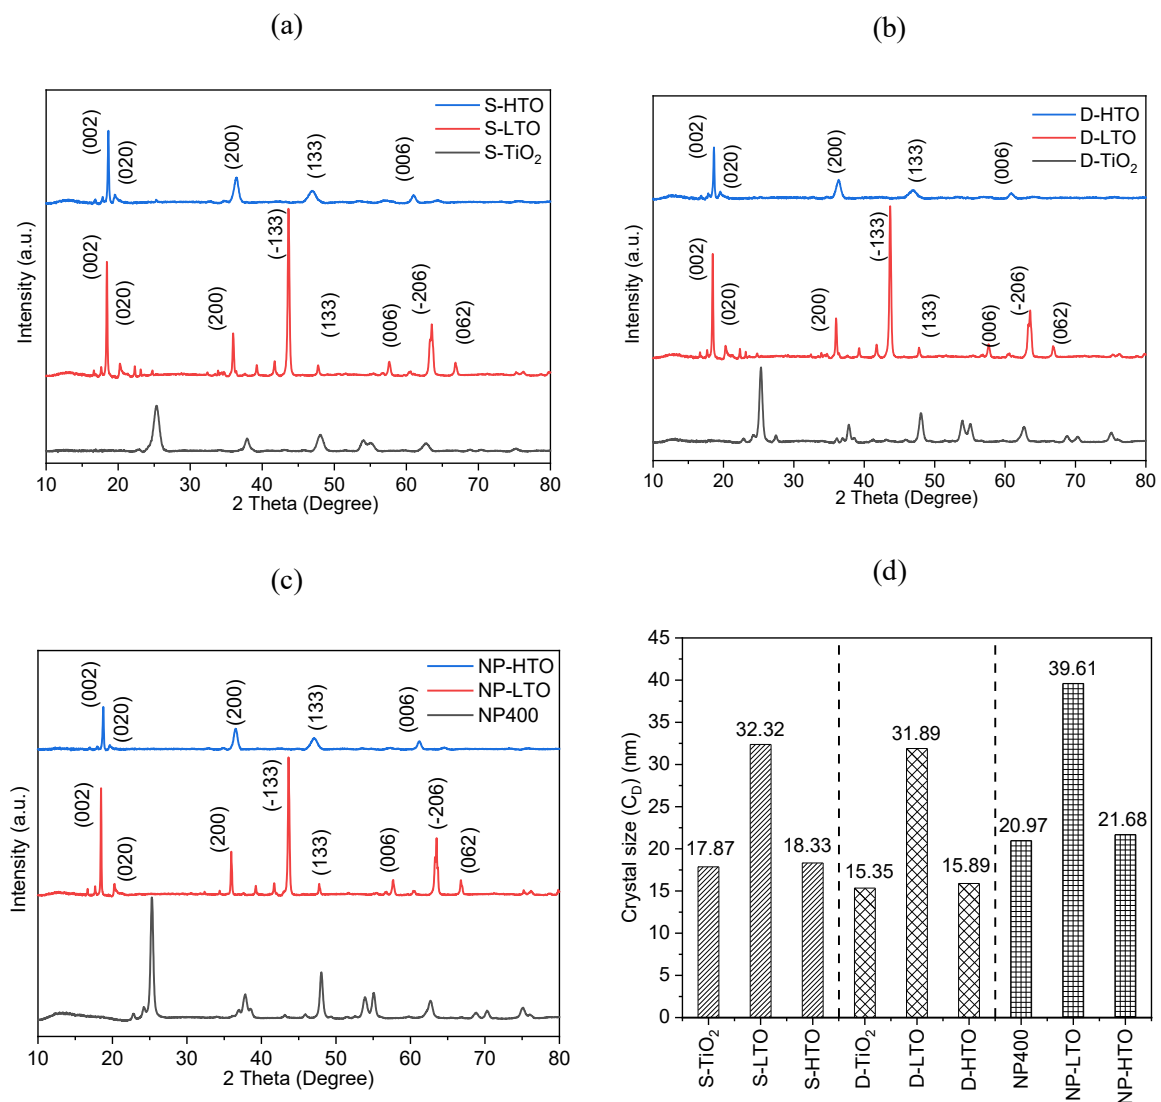 (a)
S-HTO
S-LTO
S-TiO₂
(002)
(020)
(200)
(133)
(006)
(002)
(020)
(200)
(-133)
(133)
(006)
(-206)
(062)
Intensity (a.u.)
10 20 30 40 50 60 70 80
2 Theta (Degree)
(b)
D-HTO
D-LTO
D-TiO₂
(002)
(020)
(200)
(133)
(006)
(002)
(020)
(200)
(-133)
(133)
(006)
(-206)
(062)
Intensity (a.u.)
10 20 30 40 50 60 70 80
2 Theta (Degree)
(c)
NP-HTO
NP-LTO
NP400
(002)
(020)
(200)
(133)
(006)
(002)
(020)
(200)
(-133)
(133)
(006)
(-206)
(062)
Intensity (a.u.)
10 20 30 40 50 60 70 80
2 Theta (Degree)
(d)
Crystal size (C_D) (nm)
45
40
35
30
25
20
15
10
5
0
17.87
32.32
18.33
15.35
31.89
15.89
20.97
39.61
21.68
S-TiO₂
S-LTO
S-HTO
D-TiO₂
D-LTO
D-HTO
NP400
NP-LTO
NP-HTO